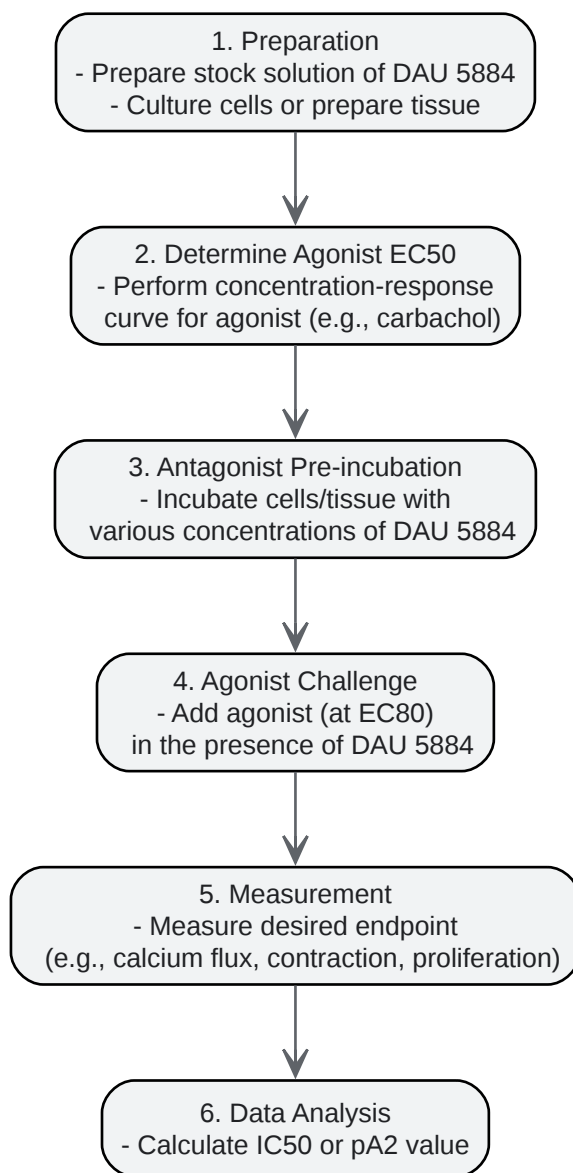 1. Preparation
- Prepare stock solution of DAU 5884
- Culture cells or prepare tissue
2. Determine Agonist EC50
- Perform concentration-response
curve for agonist (e.g., carbachol)
3. Antagonist Pre-incubation
- Incubate cells/tissue with
various concentrations of DAU 5884
4. Agonist Challenge
- Add agonist (at EC80)
in the presence of DAU 5884
5. Measurement
- Measure desired endpoint
(e.g., calcium flux, contraction, proliferation)
6. Data Analysis
- Calculate IC50 or pA2 value